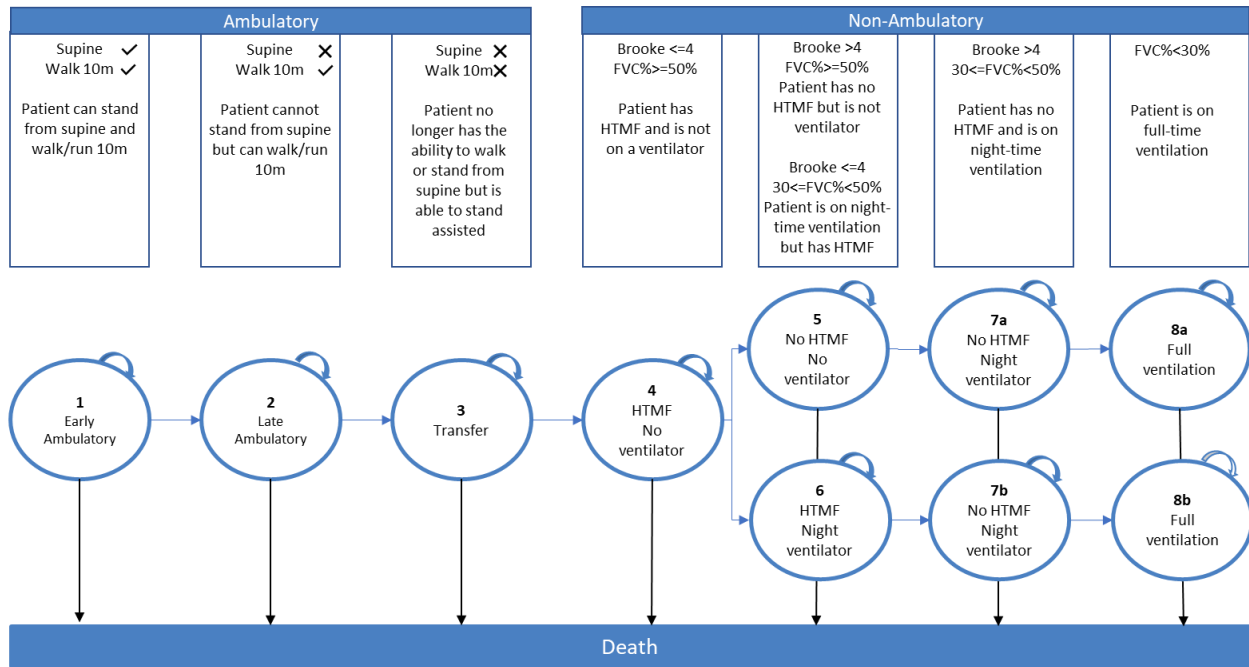 Ambulatory
Supine ✓
Walk 10m ✓
Patient can stand
from supine and
walk/run 10m
Supine ✕
Walk 10m ✓
Patient cannot
stand from supine
but can walk/run
10m
Supine ✕
Walk 10m ✕
Patient no
longer has the
ability to walk
or stand from
supine but is
able to stand
assisted
Non-Ambulatory
Brooke <=4
FVC%>=50%
Patient has
HTMF and is not
on a ventilator
Brooke >4
FVC%>=50%
Patient has no
HTMF but is not
ventilator
Brooke <=4
30<=FVC%<50%
Patient is on night-
time ventilation
but has HTMF
Brooke >4
30<=FVC%<50%
Patient has no
HTMF and is on
night-time
ventilation
FVC%<30%
Patient is on
full-time
ventilation
1
Early
Ambulatory
2
Late
Ambulatory
3
Transfer
4
HTMF
No
ventilator
5
No HTMF
No
ventilator
7a
No HTMF
Night
ventilator
8a
Full
ventilation
6
HTMF
Night
ventilator
7b
No HTMF
Night
ventilator
8b
Full
ventilation
Death